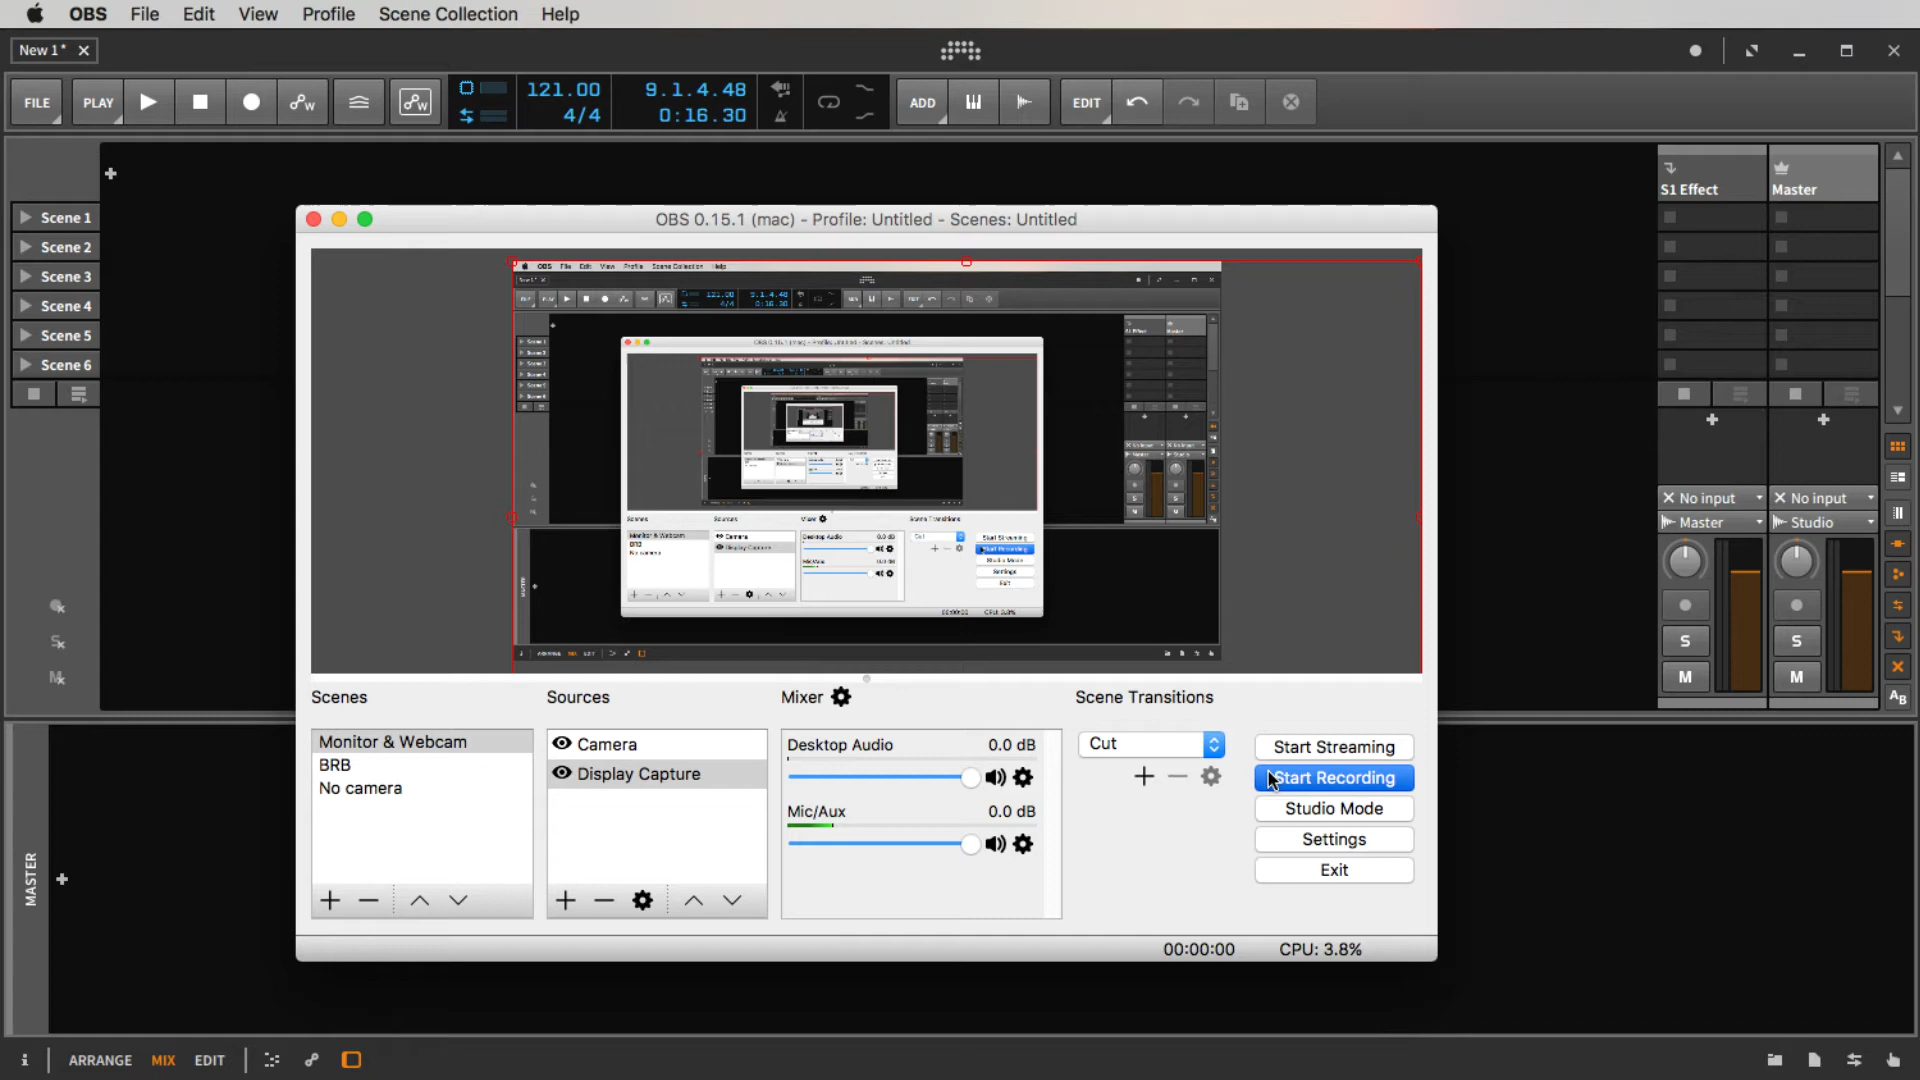 OBS File Edit View Profile Scene Collection Help
New 1*
FILE PLAY 121.00 9.1.4.48 ADD EDIT
4/4 0:16.30
S1 Effect Master
Scene 1
Scene 2
Scene 3
Scene 4
Scene 5
Scene 6
No input No input
Master Studio
S S
M M
AB
OBS 0.15.1 (mac) - Profile: Untitled - Scenes: Untitled
Scenes Sources Mixer Scene Transitions
Monitor & Webcam
BRB
No camera
Camera
Display Capture
Desktop Audio 0.0 dB
Mic/Aux 0.0 dB
Cut
Start Streaming
Start Recording
Studio Mode
Settings
Exit
00:00:00 CPU: 3.8%
MASTER
ARRANGE MIX EDIT